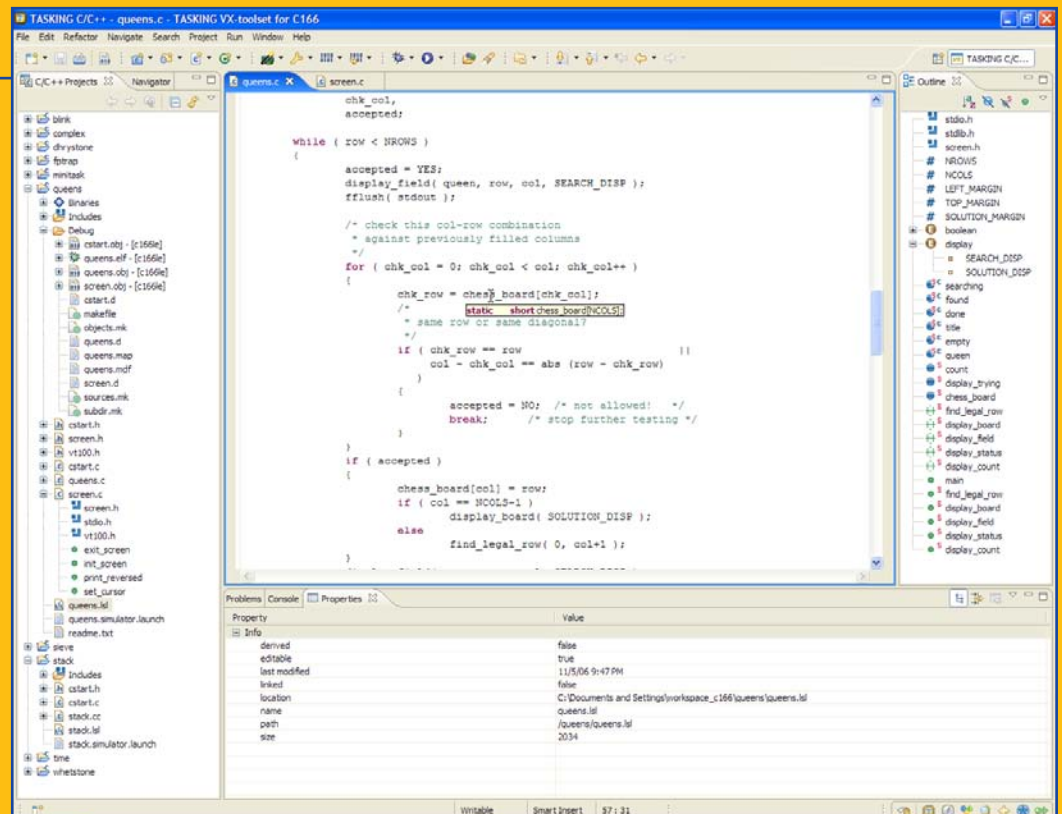 TASKING C/C++ - queens.c - TASKING VX-toolset for C166
File Edit Refactor Navigate Search Project Run Window Help
TASKING C/C...
C/C++ Projects Navigator
blink
complex
dhrystone
fptrap
minitask
queens
Binaries
Includes
Debug
cstart.obj - [c166le]
queens.elf - [c166le]
queens.obj - [c166le]
screen.obj - [c166le]
cstart.d
makefile
objects.mk
queens.d
queens.map
queens.mdf
screen.d
sources.mk
subdir.mk
cstart.h
screen.h
vt100.h
cstart.c
queens.c
screen.c
screen.h
stdio.h
vt100.h
exit_screen
init_screen
print_reversed
set_cursor
queens.lsl
queens.simulator.launch
readme.txt
sieve
stack
Includes
cstart.h
cstart.c
stack.cc
stack.lsl
stack.simulator.launch
time
whetstone
queens.c screen.c
chk_col,
accepted;
while ( row < NROWS )
{
accepted = YES;
display_field( queen, row, col, SEARCH_DISP );
fflush( stdout );
/* check this col-row combination
* against previously filled columns
*/
for ( chk_col = 0; chk_col < col; chk_col++ )
{
chk_row = chess_board[chk_col];
/*
static short chess_board[NCOLS];
* same row or same diagonal?
*/
if ( chk_row == row ||
col - chk_col == abs (row - chk_row)
)
{
accepted = NO; /* not allowed! */
break; /* stop further testing */
}
}
if ( accepted )
{
chess_board[col] = row;
if ( col == NCOLS-1 )
display_board( SOLUTION_DISP );
else
find_legal_row( 0, col+1 );
}
Outline
stdio.h
stdlib.h
screen.h
NROWS
NCOLS
LEFT_MARGIN
TOP_MARGIN
SOLUTION_MARGIN
boolean
display
SEARCH_DISP
SOLUTION_DISP
searching
found
done
title
empty
queen
count
display_trying
chess_board
find_legal_row
display_board
display_field
display_status
display_count
main
find_legal_row
display_board
display_field
display_status
display_count
Problems Console Properties
Property Value
Info
derived false
editable true
last modified 11/5/06 9:47 PM
linked false
location C:\Documents and Settings\workspace_c166\queens\queens.lsl
name queens.lsl
path /queens/queens.lsl
size 2034
Writable Smart Insert 57 : 31